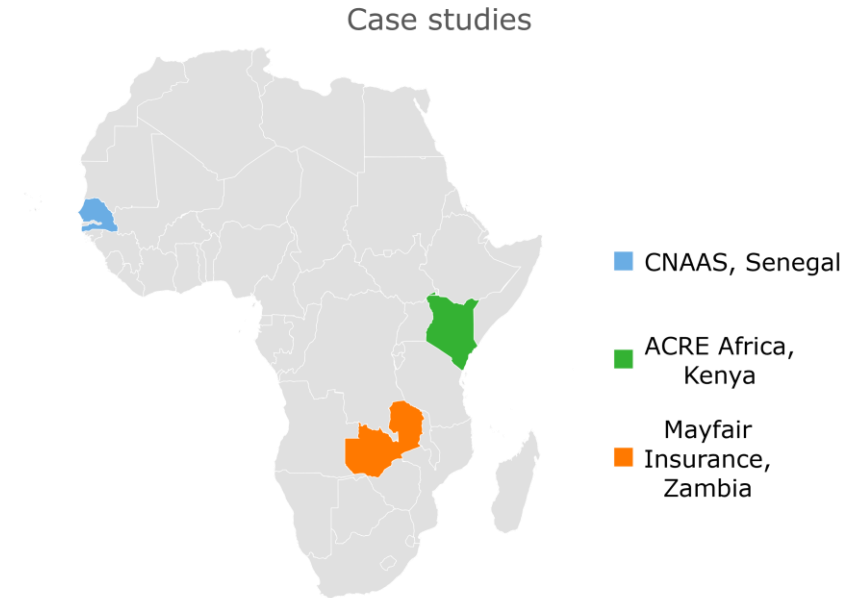 Case studies
CNAAS, Senegal
ACRE Africa,
Kenya
Mayfair
Insurance,
Zambia